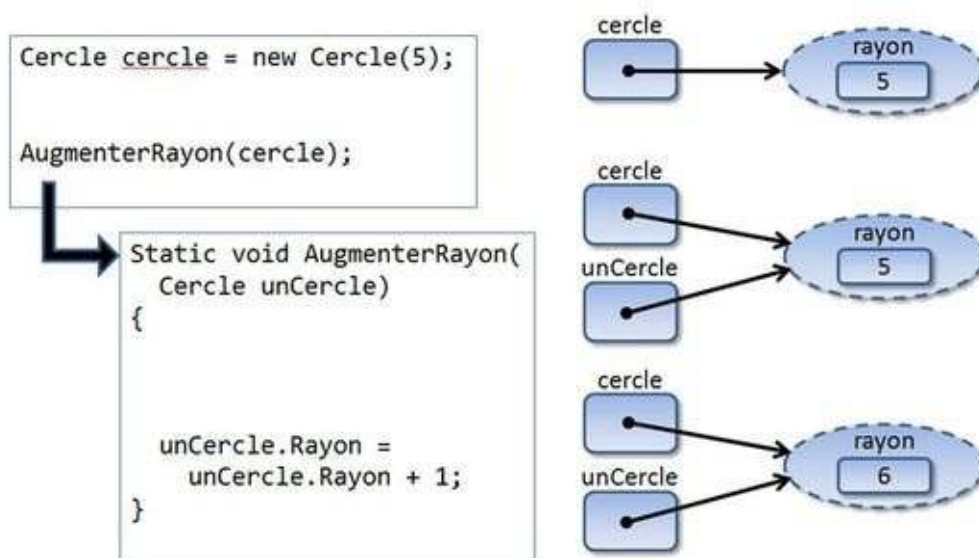 Cercle cercle = new Cercle(5);
AugmenterRayon(cercle);
Static void AugmenterRayon(
Cercle unCercle)
{
unCercle.Rayon =
unCercle.Rayon + 1;
}
cercle
rayon
5
cercle
rayon
5
unCercle
cercle
rayon
6
unCercle